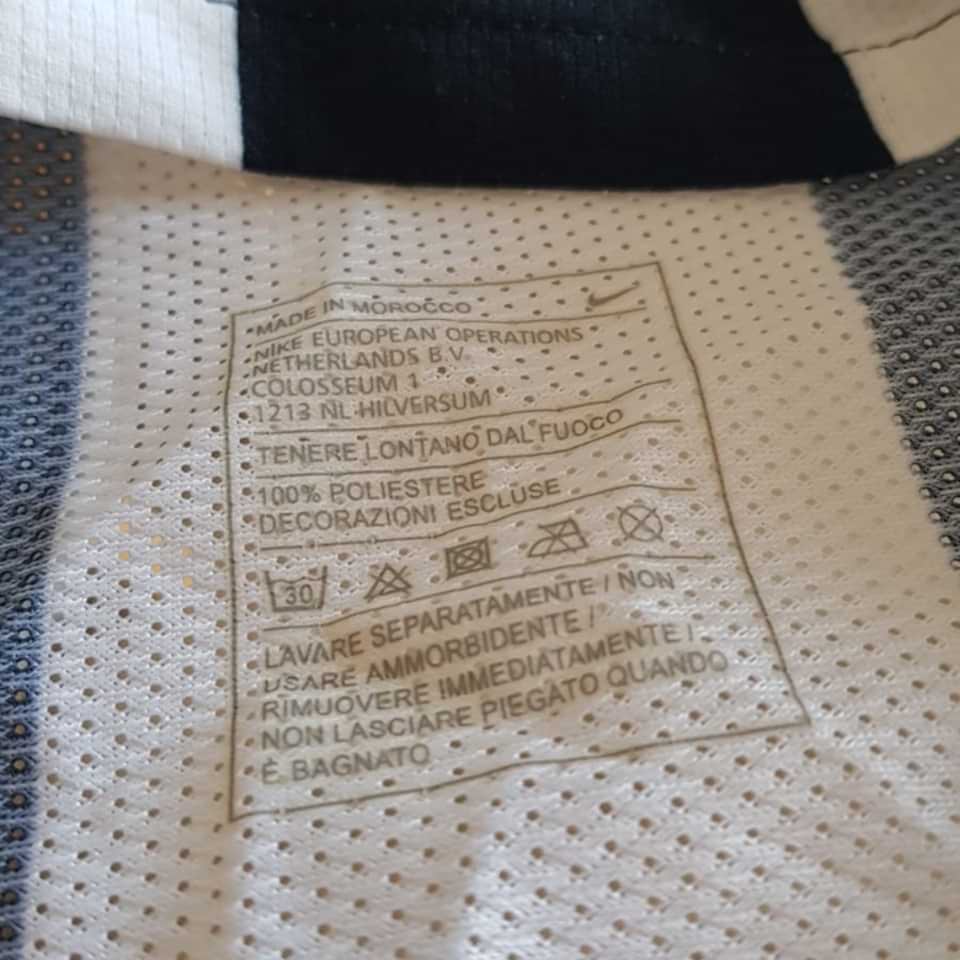 MADE IN MOROCCO
NIKE EUROPEAN OPERATIONS
NETHERLANDS B.V.
COLOSSEUM 1
1213 NL HILVERSUM
TENERE LONTANO DAL FUOCO
100% POLIESTERE
DECORAZIONI ESCLUSE
30
LAVARE SEPARATAMENTE / NON
USARE AMMORBIDENTE /
RIMUOVERE IMMEDIATAMENTE /
NON LASCIARE PIEGATO QUANDO
É BAGNATO